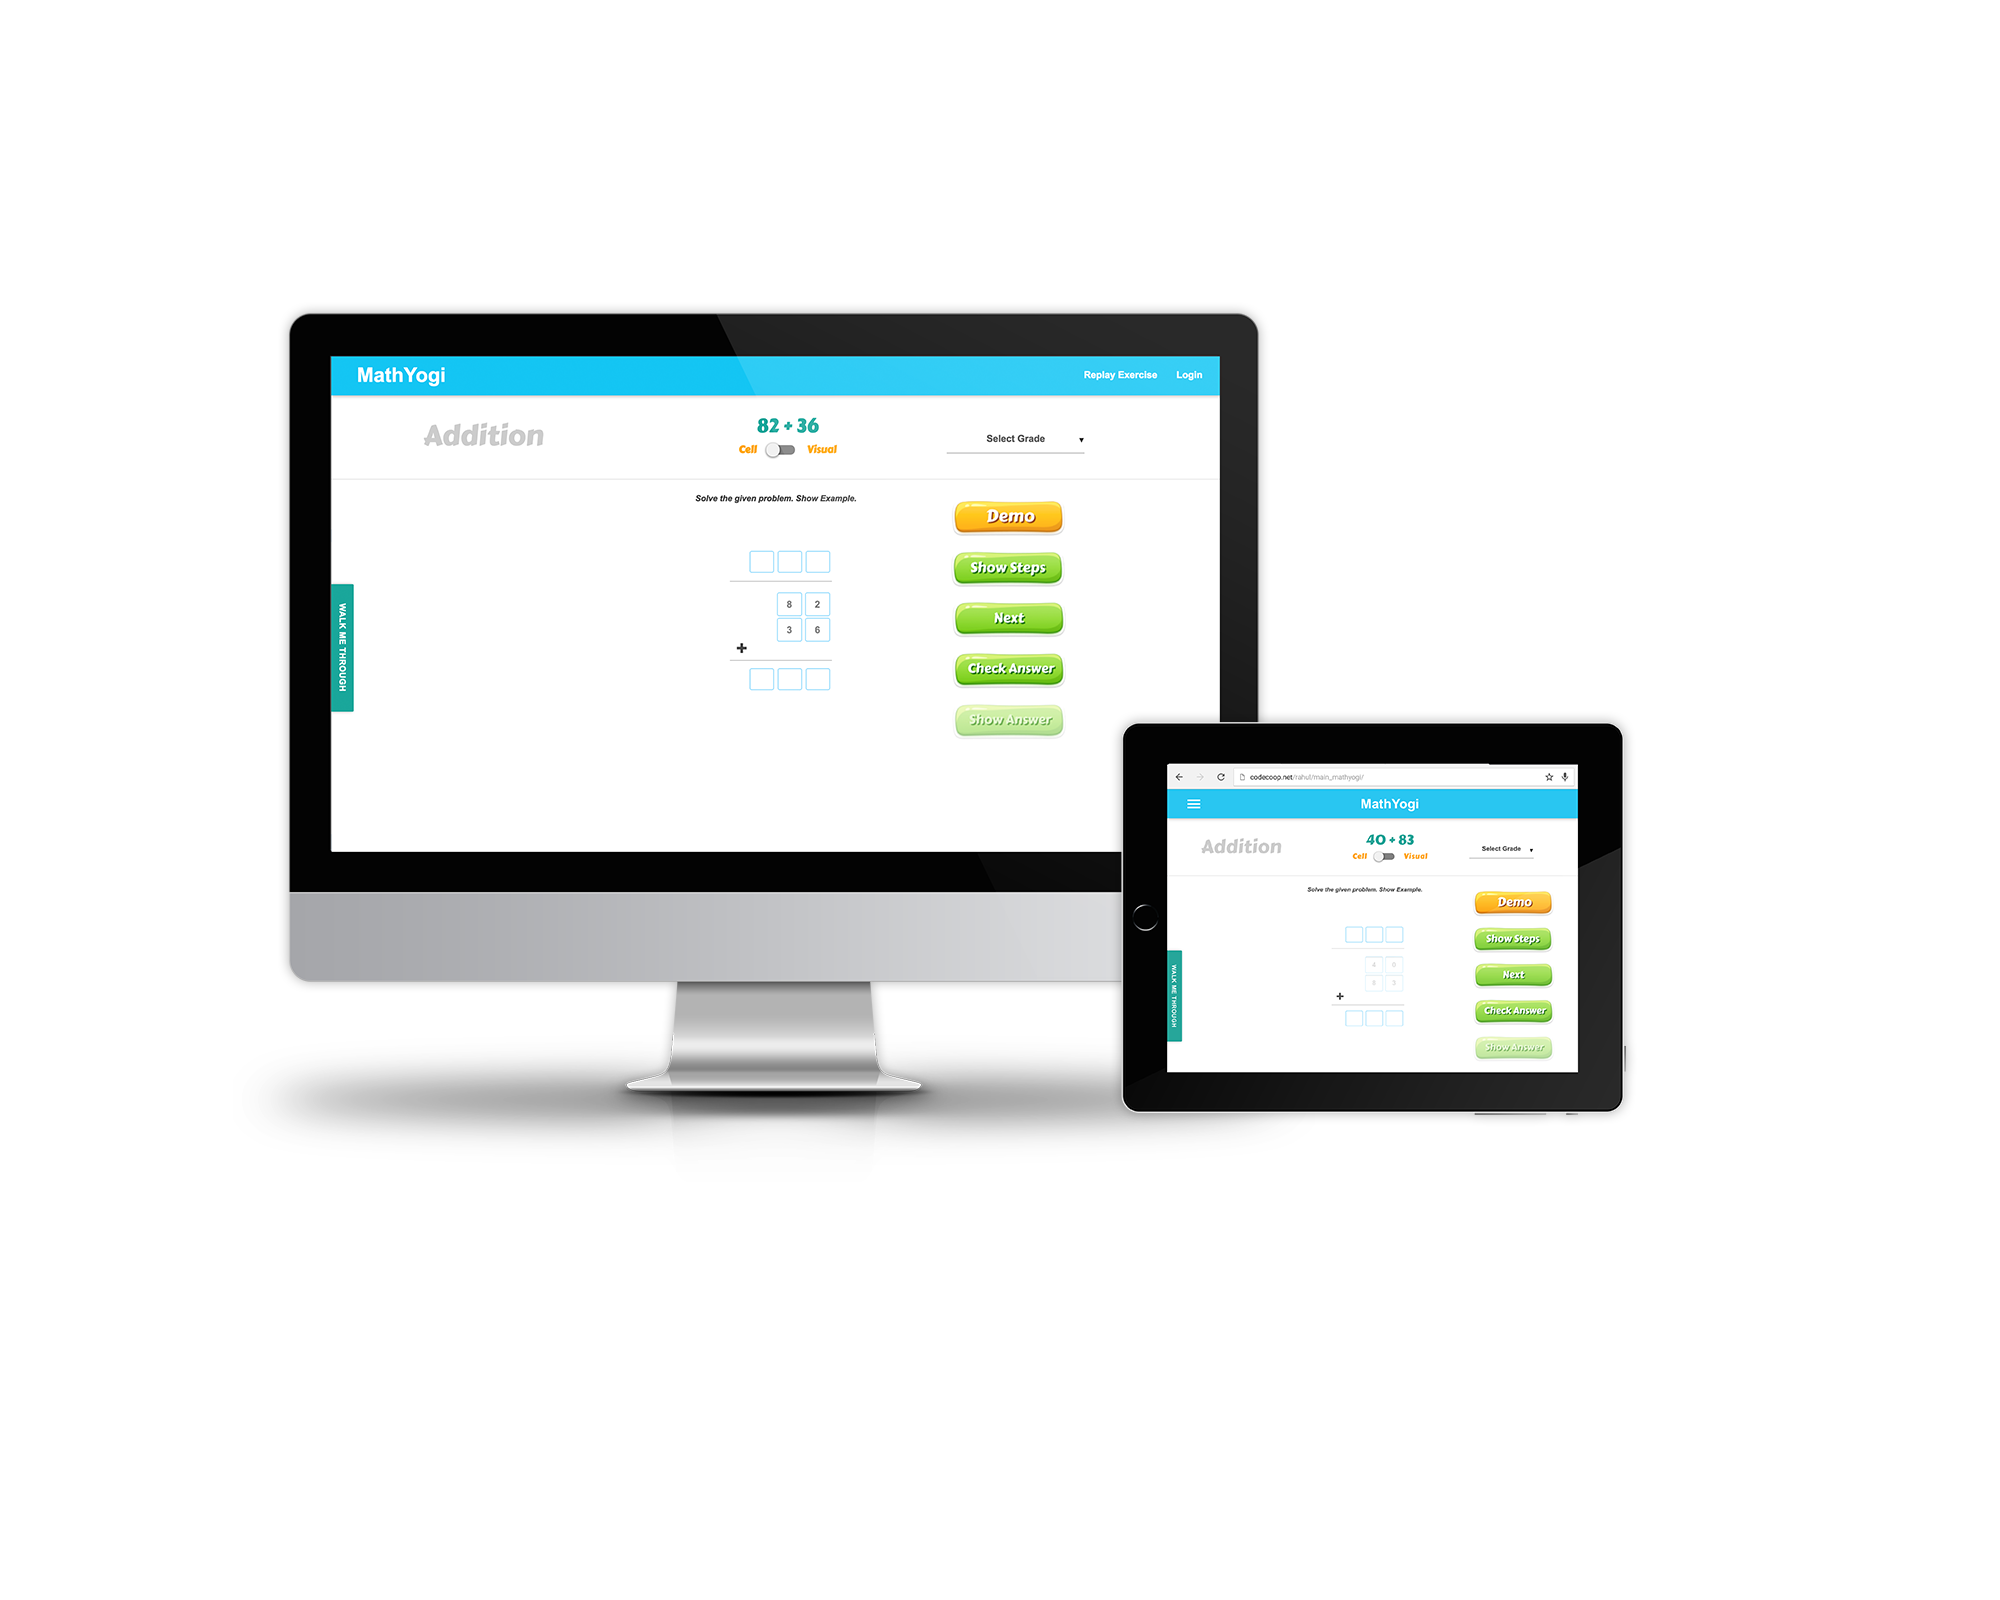 MathYogi
Replay Exercise Login
Addition
82 + 36
Cell Visual
Select Grade
Solve the given problem. Show Example.
8 2
3 6
+
WALK ME THROUGH
Demo
Show Steps
Next
Check Answer
Show Answer
codecoop.net/rahul/main_mathyogi/
MathYogi
Addition
40 + 83
Cell Visual
Select Grade
Solve the given problem. Show Example.
4 0
8 3
+
WALK ME THROUGH
Demo
Show Steps
Next
Check Answer
Show Answer